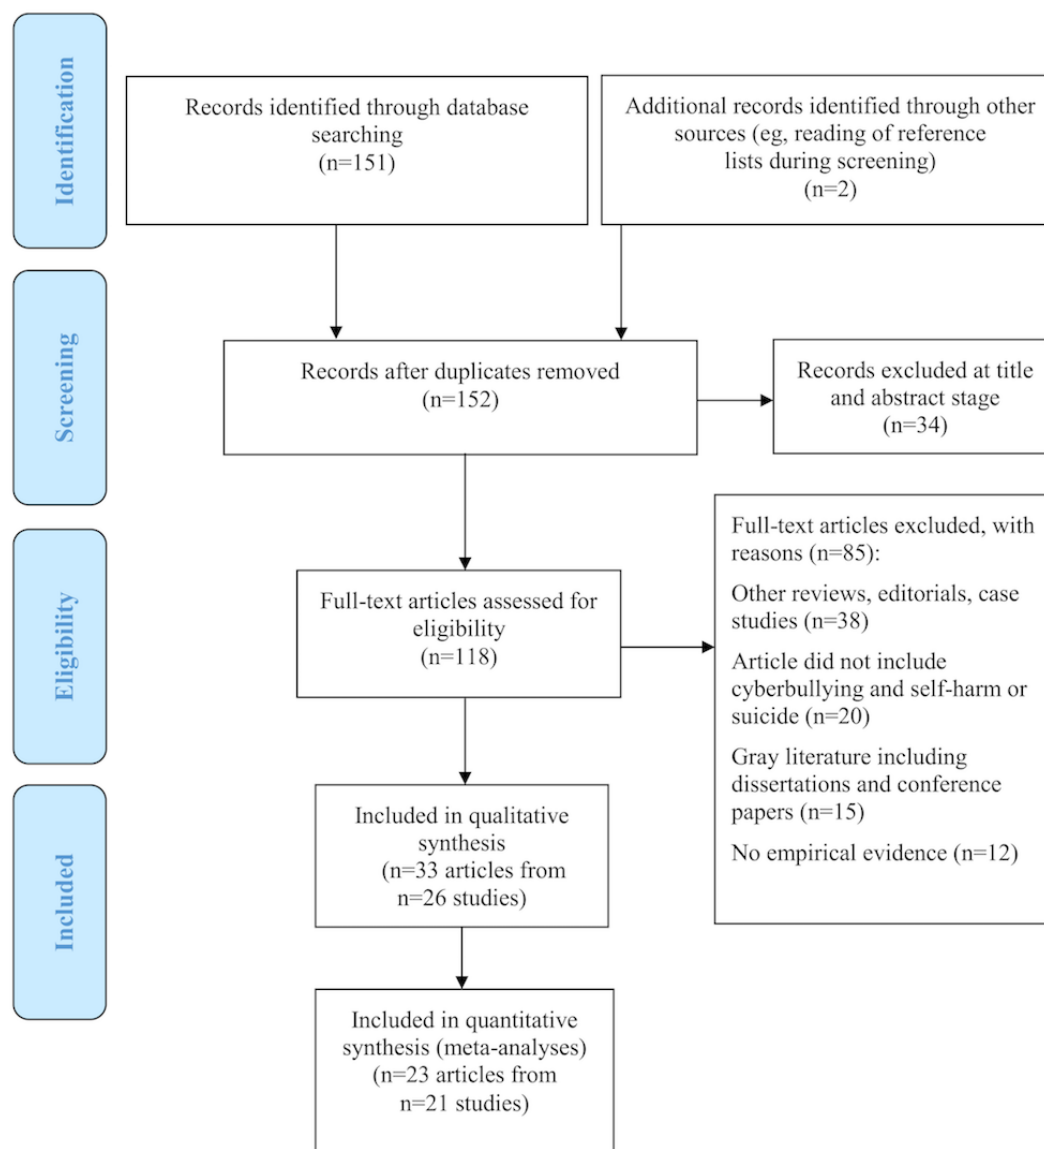 Identification
Records identified through database
searching
(n=151)
Additional records identified through other
sources (eg, reading of reference
lists during screening)
(n=2)
Screening
Records after duplicates removed
(n=152)
Records excluded at title
and abstract stage
(n=34)
Eligibility
Full-text articles assessed for
eligibility
(n=118)
Full-text articles excluded, with
reasons (n=85):
Other reviews, editorials, case
studies (n=38)
Article did not include
cyberbullying and self-harm or
suicide (n=20)
Gray literature including
dissertations and conference
papers (n=15)
No empirical evidence (n=12)
Included
Included in qualitative
synthesis
(n=33 articles from
n=26 studies)
Included in quantitative
synthesis (meta-analyses)
(n=23 articles from
n=21 studies)